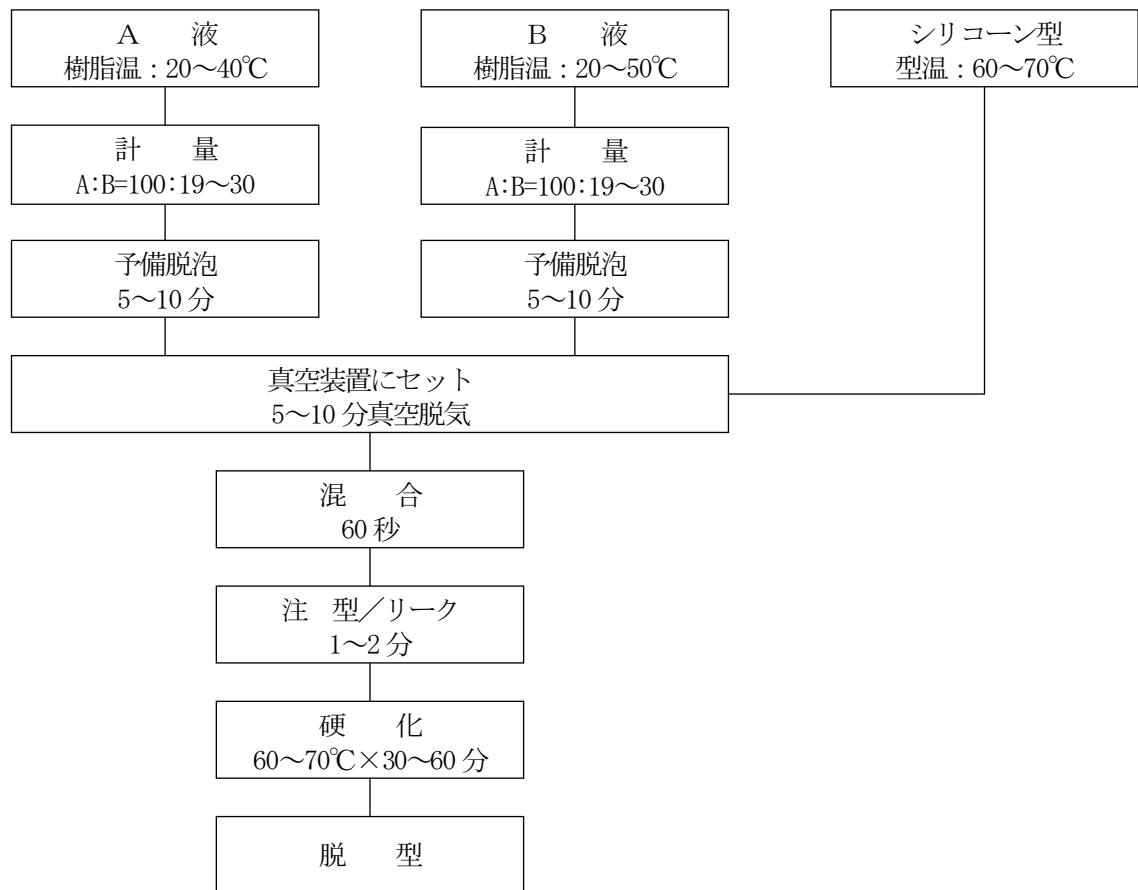 A 液
樹脂温：20～40℃
B 液
樹脂温：20～50℃
シリコーン型
型温：60～70℃
計 量
A:B=100:19～30
計 量
A:B=100:19～30
予備脱泡
5～10 分
予備脱泡
5～10 分
真空装置にセット
5～10 分真空脱気
混 合
60 秒
注 型／リーク
1～2 分
硬 化
60～70℃×30～60 分
脱 型